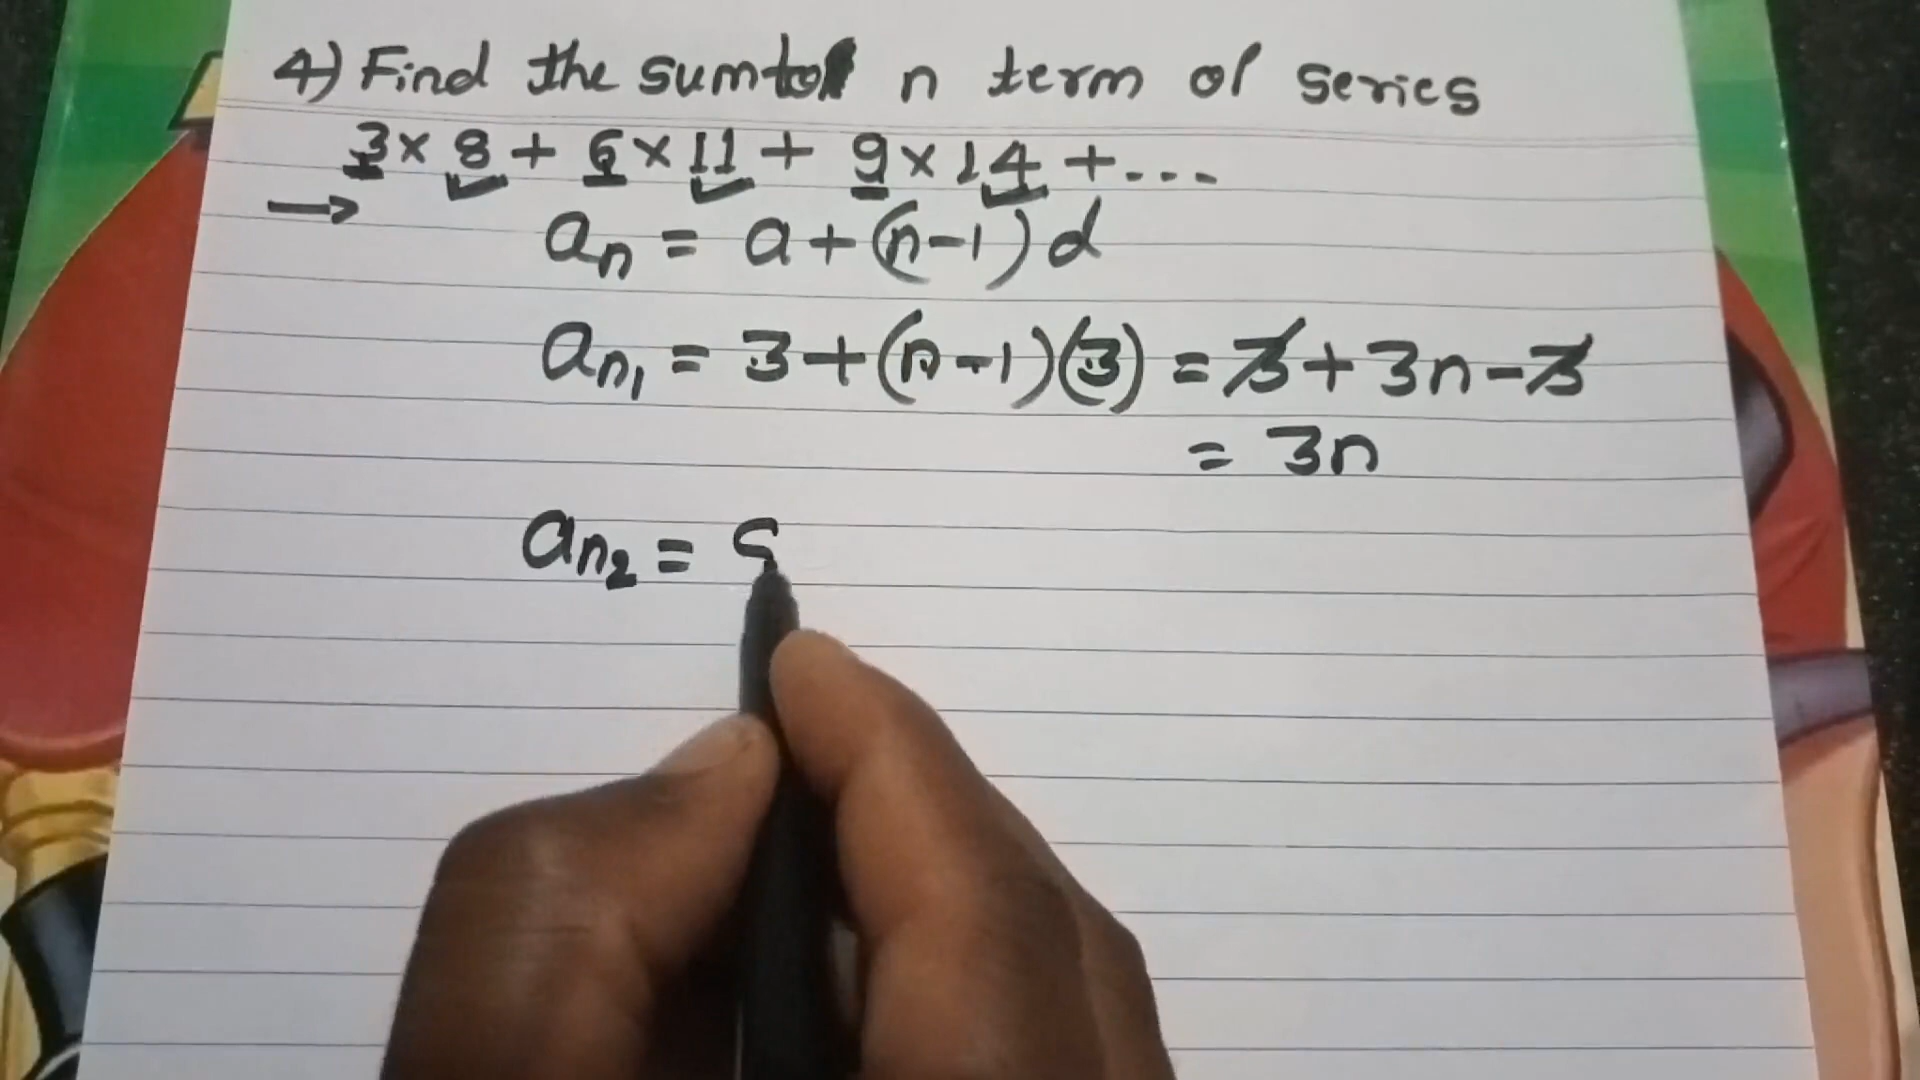 4) Find the sum to n term of series
3 × 8 + 6 × 11 + 9 × 14 + ...
→ aₙ = a + (n-1) d
aₙ₁ = 3 + (n-1)(3) = 3 + 3n - 3
= 3n
aₙ₂ =